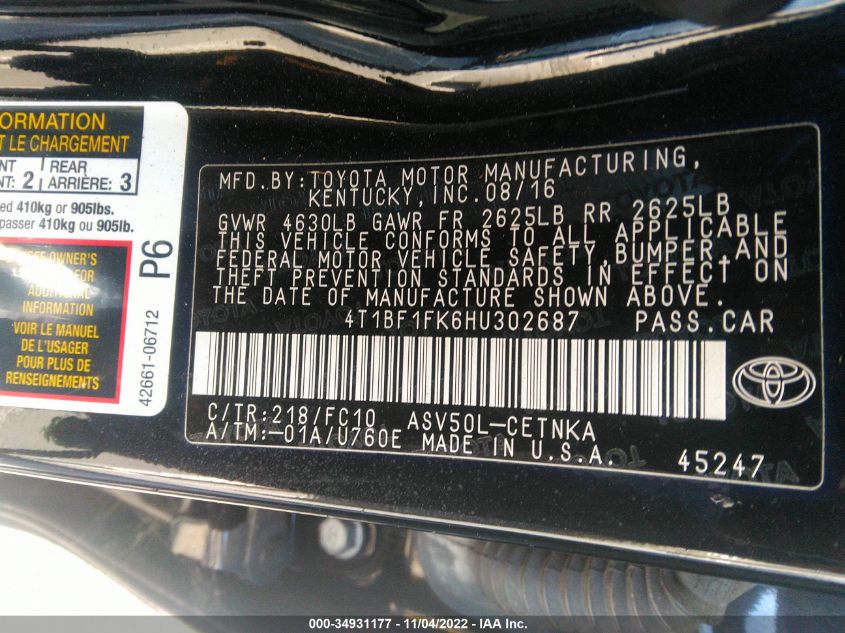 ORMATION
T LE CHARGEMENT
NT : 2 | REAR
ARRIÈRE: 3
ed 410kg or 905lbs.
passer 410kg ou 905lb.
OWNER'S
FOR
ADDITIONAL
INFORMATION
VOIR LE MANUEL
DE L'USAGER
POUR PLUS DE
RENSEIGNEMENTS
P6
42661-06712
MFD.BY:TOYOTA MOTOR MANUFACTURING,
KENTUCKY,INC.08/16
GVWR 4630LB GAWR FR 2625LB RR 2625LB
THIS VEHICLE CONFORMS TO ALL APPLICABLE
FEDERAL MOTOR VEHICLE SAFETY,BUMPER,AND
THEFT PREVENTION STANDARDS IN EFFECT ON
THE DATE OF MANUFACTURE SHOWN ABOVE.
4T1BF1FK6HU302687 PASS.CAR
C/TR:218/FC10 ASV50L-CETNKA
A/TM:-01A/U760E MADE IN U.S.A.
45247
000-34931177 - 11/04/2022 - IAA Inc.